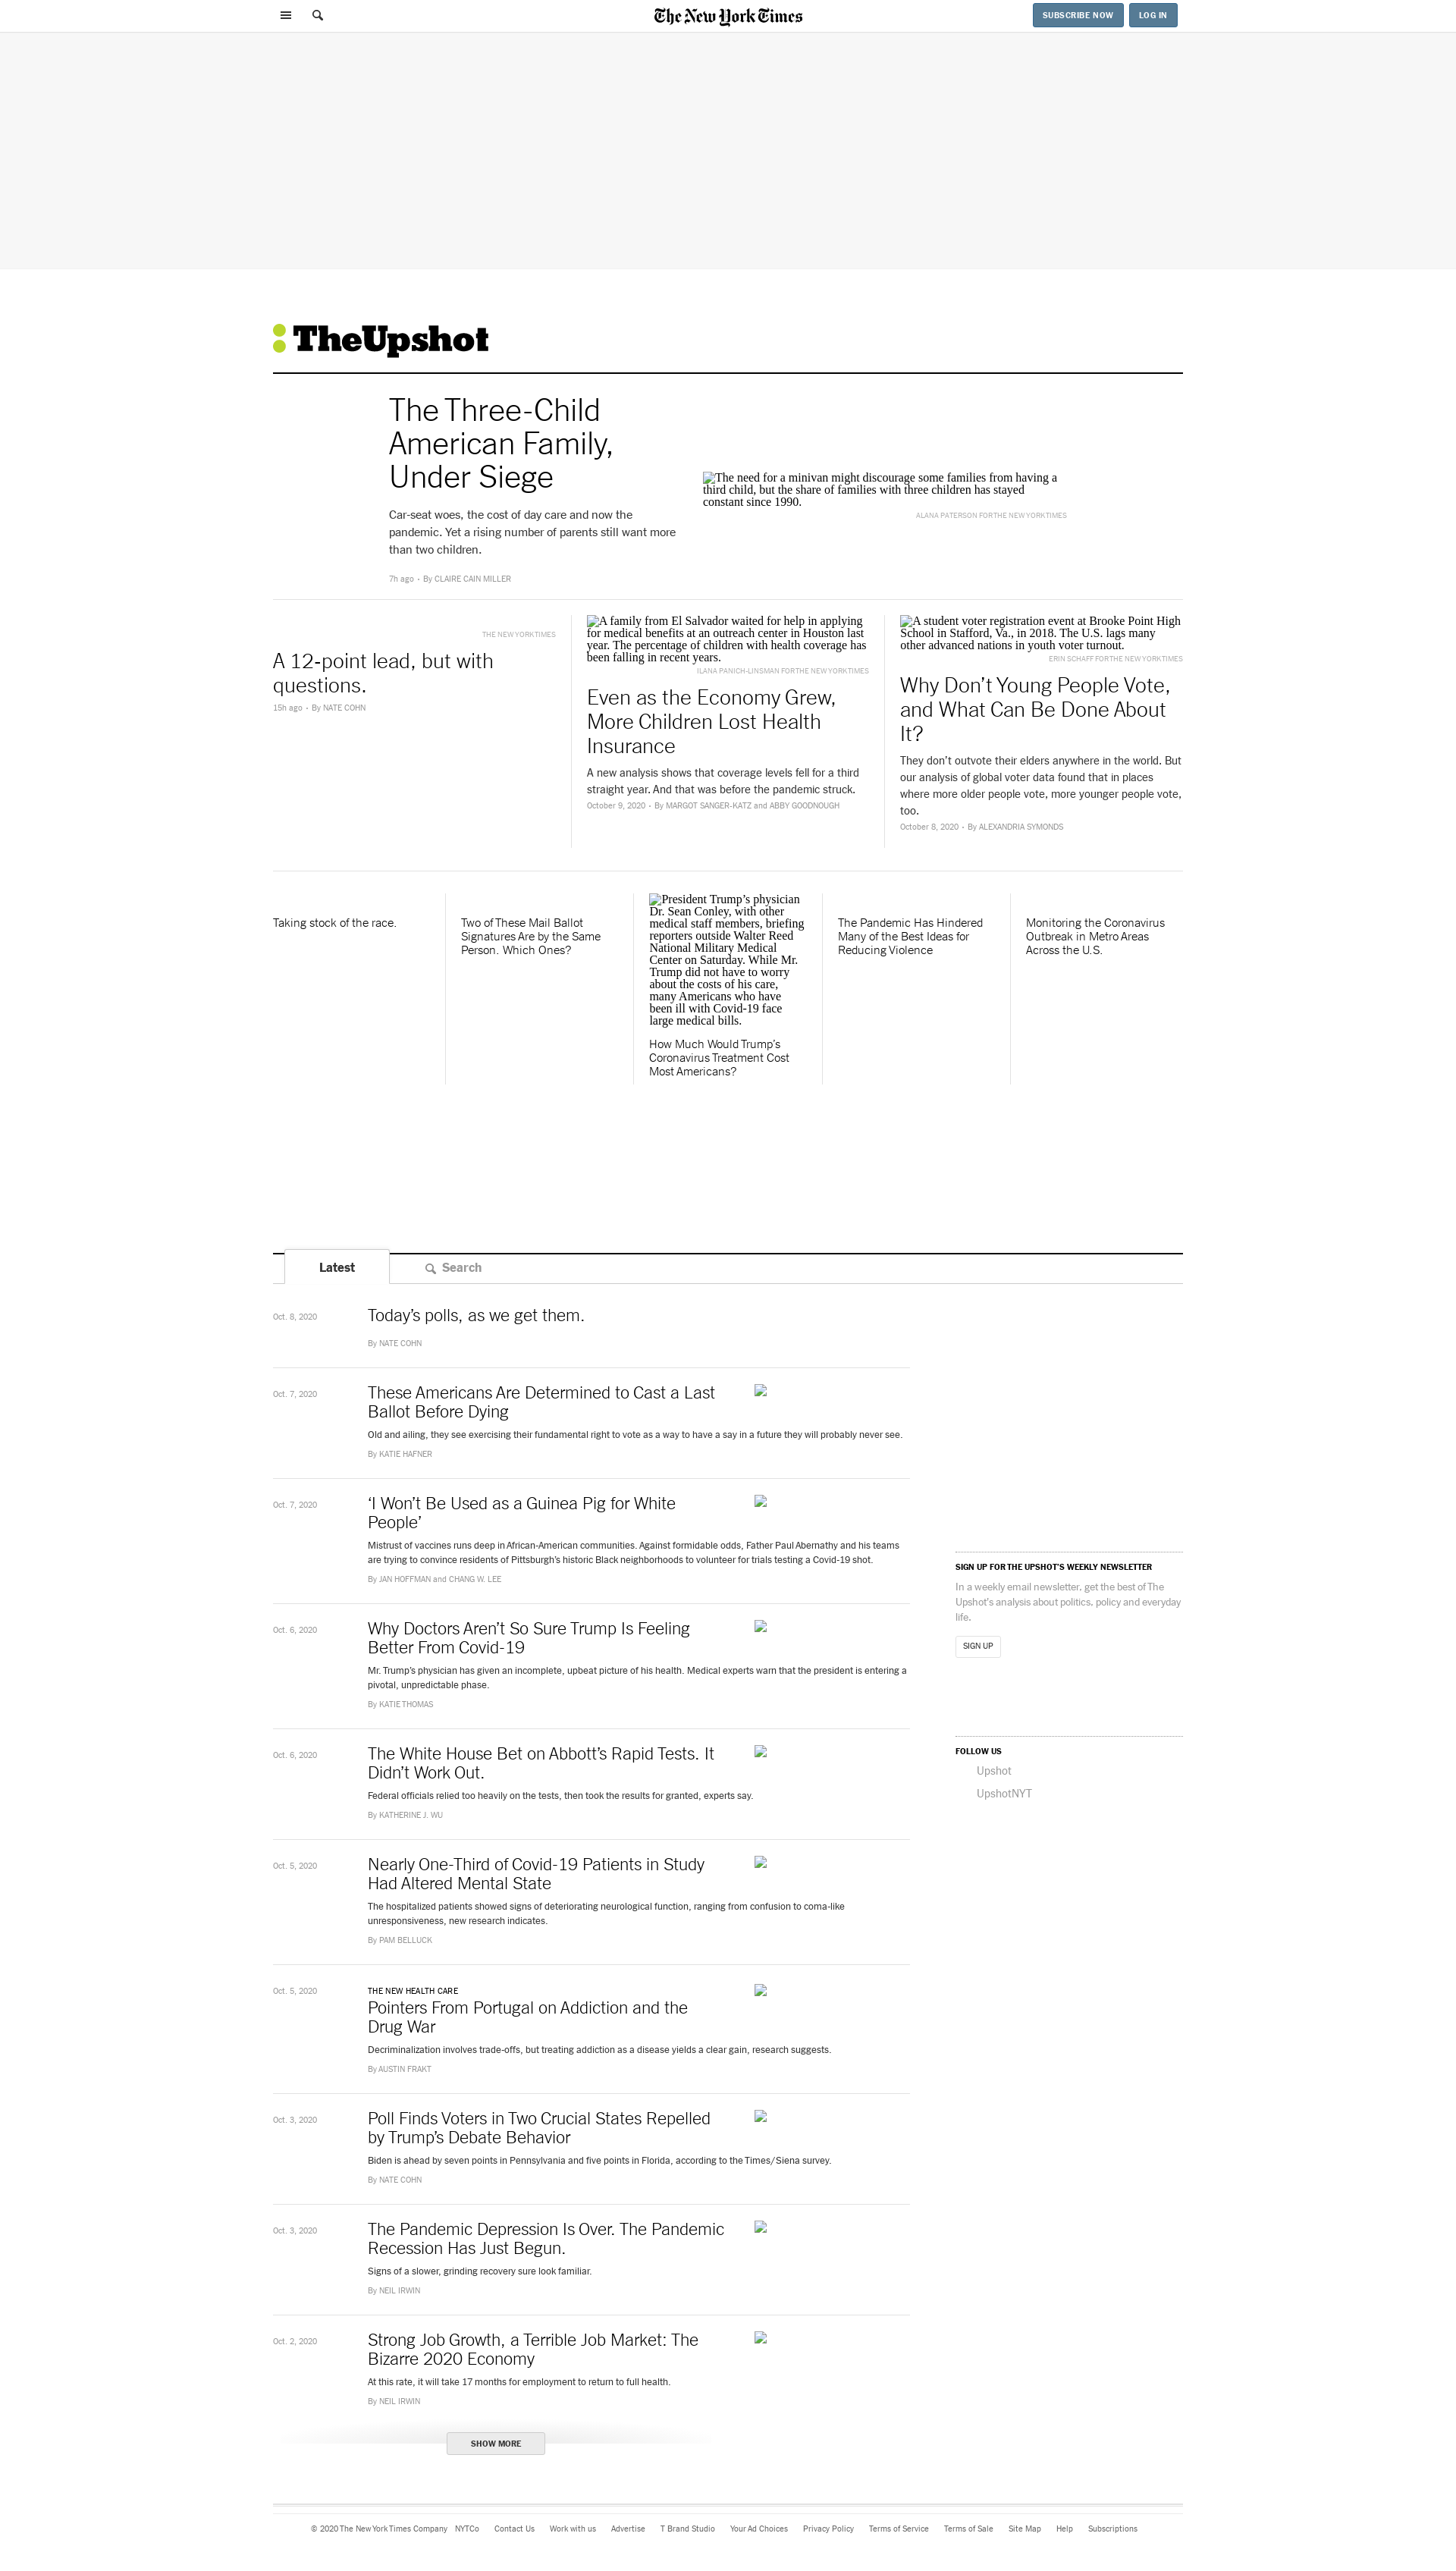 The New York Times
SUBSCRIBE NOW
LOG IN
TheUpshot
The Three-Child
American Family,
Under Siege
Car-seat woes, the cost of day care and now the
pandemic. Yet a rising number of parents still want more
than two children.
7h ago • By CLAIRE CAIN MILLER
The need for a minivan might discourage some families from having a
third child, but the share of families with three children has stayed
constant since 1990.
ALANA PATERSON FOR THE NEW YORK TIMES
THE NEW YORK TIMES
A 12-point lead, but with
questions.
15h ago • By NATE COHN
A family from El Salvador waited for help in applying
for medical benefits at an outreach center in Houston last
year. The percentage of children with health coverage has
been falling in recent years.
ILANA PANICH-LINSMAN FOR THE NEW YORK TIMES
Even as the Economy Grew,
More Children Lost Health
Insurance
A new analysis shows that coverage levels fell for a third
straight year. And that was before the pandemic struck.
October 9, 2020 • By MARGOT SANGER-KATZ and ABBY GOODNOUGH
A student voter registration event at Brooke Point High
School in Stafford, Va., in 2018. The U.S. lags many
other advanced nations in youth voter turnout.
ERIN SCHAFF FOR THE NEW YORK TIMES
Why Don’t Young People Vote,
and What Can Be Done About
It?
They don’t outvote their elders anywhere in the world. But
our analysis of global voter data found that in places
where more older people vote, more younger people vote,
too.
October 8, 2020 • By ALEXANDRIA SYMONDS
Taking stock of the race.
Two of These Mail Ballot
Signatures Are by the Same
Person. Which Ones?
President Trump’s physician
Dr. Sean Conley, with other
medical staff members, briefing
reporters outside Walter Reed
National Military Medical
Center on Saturday. While Mr.
Trump did not have to worry
about the costs of his care,
many Americans who have
been ill with Covid-19 face
large medical bills.
How Much Would Trump’s
Coronavirus Treatment Cost
Most Americans?
The Pandemic Has Hindered
Many of the Best Ideas for
Reducing Violence
Monitoring the Coronavirus
Outbreak in Metro Areas
Across the U.S.
Latest
Search
Oct. 8, 2020
Today’s polls, as we get them.
By NATE COHN
Oct. 7, 2020
These Americans Are Determined to Cast a Last
Ballot Before Dying
Old and ailing, they see exercising their fundamental right to vote as a way to have a say in a future they will probably never see.
By KATIE HAFNER
Oct. 7, 2020
‘I Won’t Be Used as a Guinea Pig for White
People’
Mistrust of vaccines runs deep in African-American communities. Against formidable odds, Father Paul Abernathy and his teams
are trying to convince residents of Pittsburgh’s historic Black neighborhoods to volunteer for trials testing a Covid-19 shot.
By JAN HOFFMAN and CHANG W. LEE
Oct. 6, 2020
Why Doctors Aren’t So Sure Trump Is Feeling
Better From Covid-19
Mr. Trump’s physician has given an incomplete, upbeat picture of his health. Medical experts warn that the president is entering a
pivotal, unpredictable phase.
By KATIE THOMAS
Oct. 6, 2020
The White House Bet on Abbott’s Rapid Tests. It
Didn’t Work Out.
Federal officials relied too heavily on the tests, then took the results for granted, experts say.
By KATHERINE J. WU
Oct. 5, 2020
Nearly One-Third of Covid-19 Patients in Study
Had Altered Mental State
The hospitalized patients showed signs of deteriorating neurological function, ranging from confusion to coma-like
unresponsiveness, new research indicates.
By PAM BELLUCK
Oct. 5, 2020
THE NEW HEALTH CARE
Pointers From Portugal on Addiction and the
Drug War
Decriminalization involves trade-offs, but treating addiction as a disease yields a clear gain, research suggests.
By AUSTIN FRAKT
Oct. 3, 2020
Poll Finds Voters in Two Crucial States Repelled
by Trump’s Debate Behavior
Biden is ahead by seven points in Pennsylvania and five points in Florida, according to the Times/Siena survey.
By NATE COHN
Oct. 3, 2020
The Pandemic Depression Is Over. The Pandemic
Recession Has Just Begun.
Signs of a slower, grinding recovery sure look familiar.
By NEIL IRWIN
Oct. 2, 2020
Strong Job Growth, a Terrible Job Market: The
Bizarre 2020 Economy
At this rate, it will take 17 months for employment to return to full health.
By NEIL IRWIN
SHOW MORE
SIGN UP FOR THE UPSHOT’S WEEKLY NEWSLETTER
In a weekly email newsletter, get the best of The
Upshot’s analysis about politics, policy and everyday
life.
SIGN UP
FOLLOW US
Upshot
UpshotNYT
© 2020 The New York Times Company NYTCo Contact Us Work with us Advertise T Brand Studio Your Ad Choices Privacy Policy Terms of Service Terms of Sale Site Map Help Subscriptions